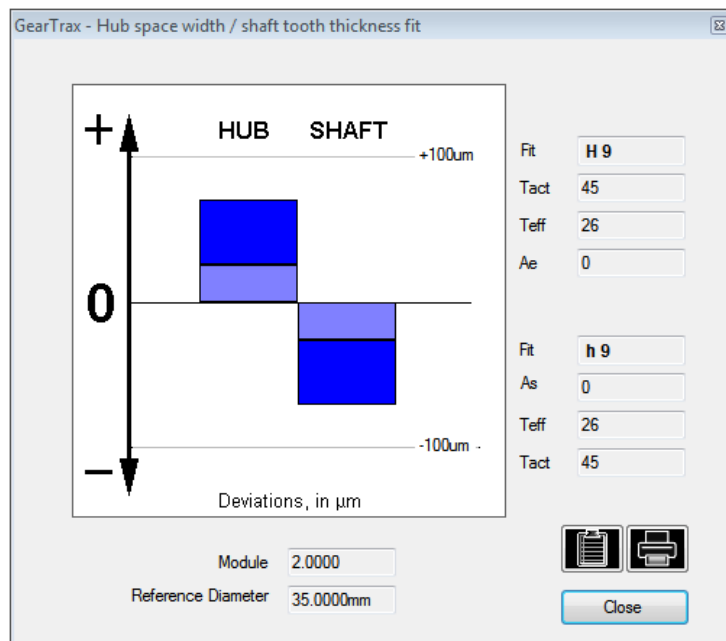 GearTrax - Hub space width / shaft tooth thickness fit
+ HUB SHAFT
+100um
0
-100um
–
Deviations, in µm
Fit H 9
Tact 45
Teff 26
Ae 0
Fit h 9
As 0
Teff 26
Tact 45
Module 2.0000
Reference Diameter 35.0000mm
Close